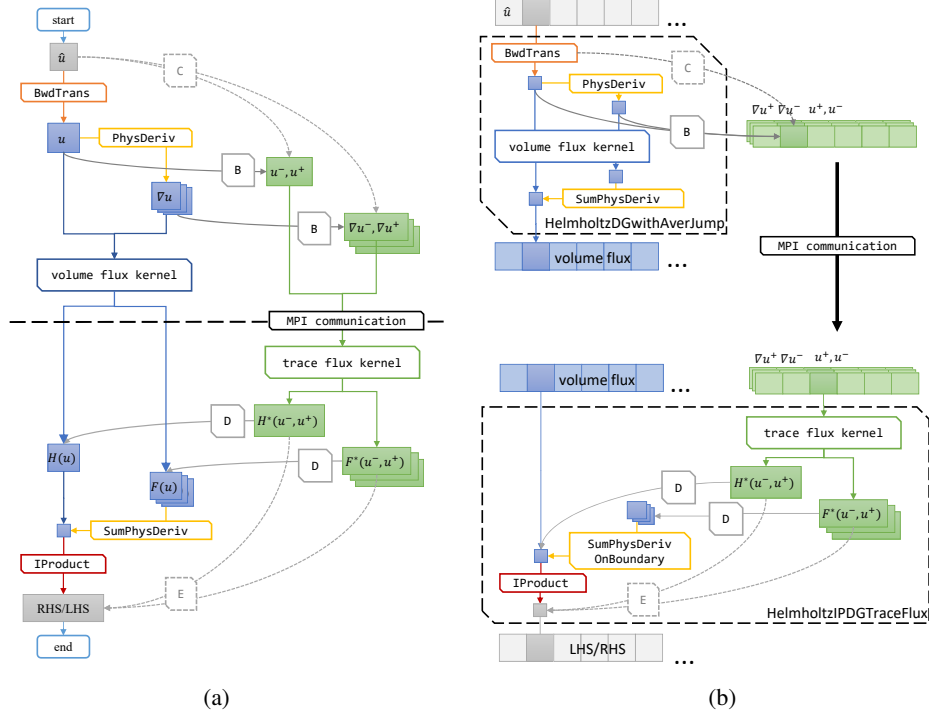 start
û
C
BwdTrans
u
PhysDeriv
B
u⁻,u⁺
∇u
B
∇u⁻,∇u⁺
volume flux kernel
MPI communication
trace flux kernel
D
H*(u⁻,u⁺)
H(u)
D
F*(u⁻,u⁺)
F(u)
SumPhysDeriv
IProduct
E
RHS/LHS
end
(a)
û
...
BwdTrans
C
PhysDeriv
∇u⁺ ∇u⁻ u⁺,u⁻
B
volume flux kernel
...
SumPhysDeriv
HelmholtzDGwithAverJump
volume flux
...
MPI communication
∇u⁺ ∇u⁻ u⁺,u⁻
volume flux
...
...
trace flux kernel
D
H*(u⁻,u⁺)
D
F*(u⁻,u⁺)
SumPhysDeriv
OnBoundary
IProduct
E
HelmholtzIPDGTraceFlux
LHS/RHS
...
(b)